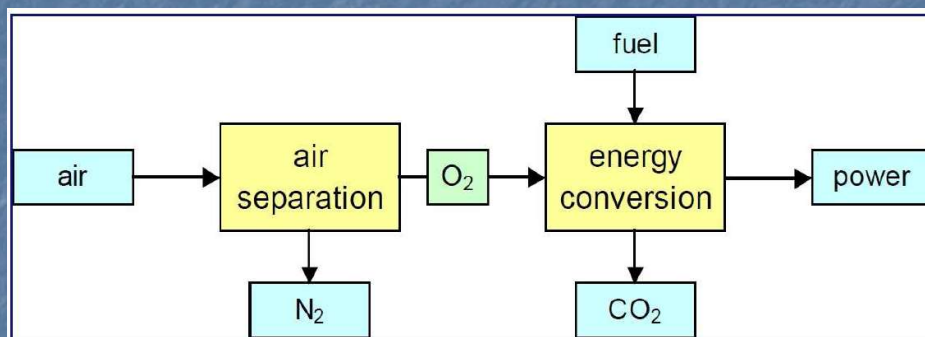 fuel
air
air
separation
O₂
energy
conversion
power
N₂
CO₂